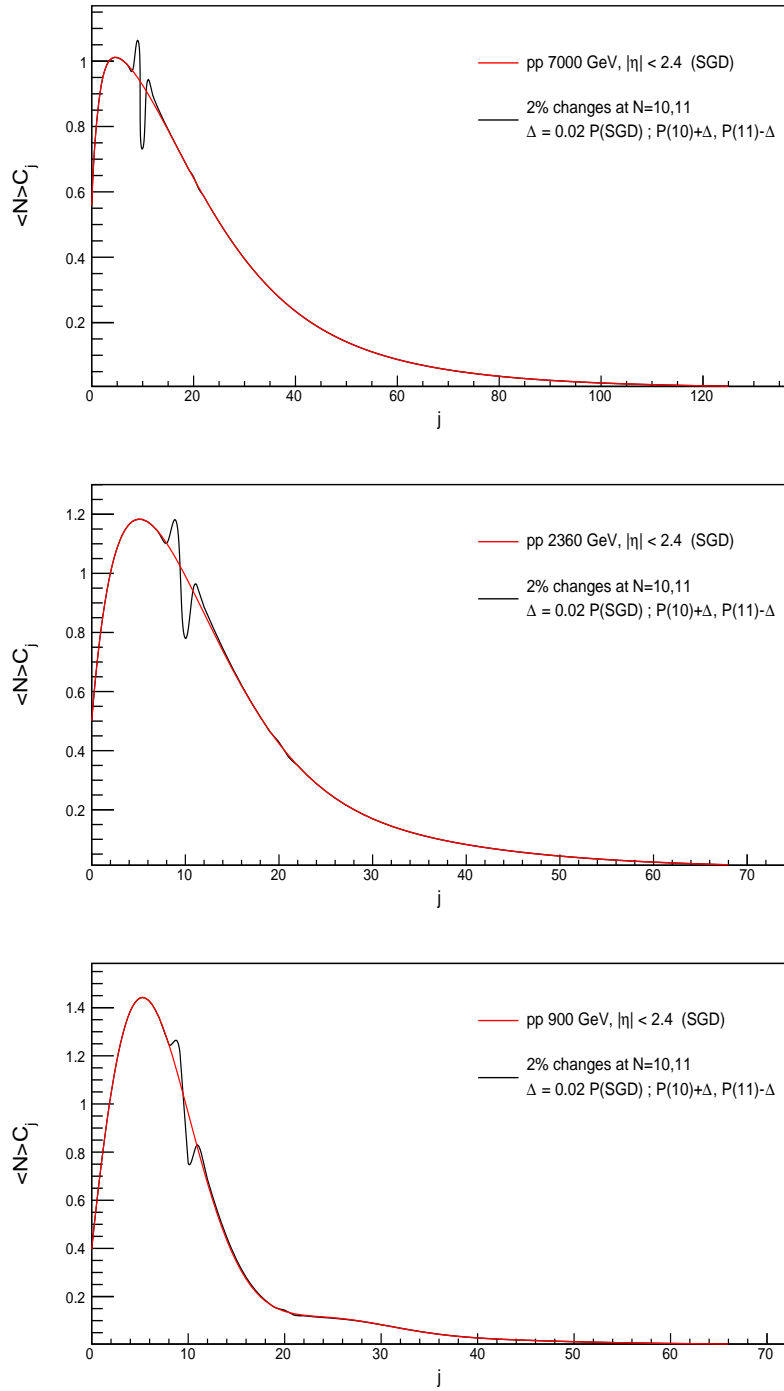 1
0.8
0.6
0.4
0.2
<N>C_j
0 20 40 60 80 100 120
j
pp 7000 GeV, |η| < 2.4 (SGD)
2% changes at N=10,11
Δ = 0.02 P(SGD) ; P(10)+Δ, P(11)-Δ
1.2
1
0.8
0.6
0.4
0.2
<N>C_j
0 10 20 30 40 50 60 70
j
pp 2360 GeV, |η| < 2.4 (SGD)
2% changes at N=10,11
Δ = 0.02 P(SGD) ; P(10)+Δ, P(11)-Δ
1.4
1.2
1
0.8
0.6
0.4
0.2
<N>C_j
0 10 20 30 40 50 60 70
j
pp 900 GeV, |η| < 2.4 (SGD)
2% changes at N=10,11
Δ = 0.02 P(SGD) ; P(10)+Δ, P(11)-Δ